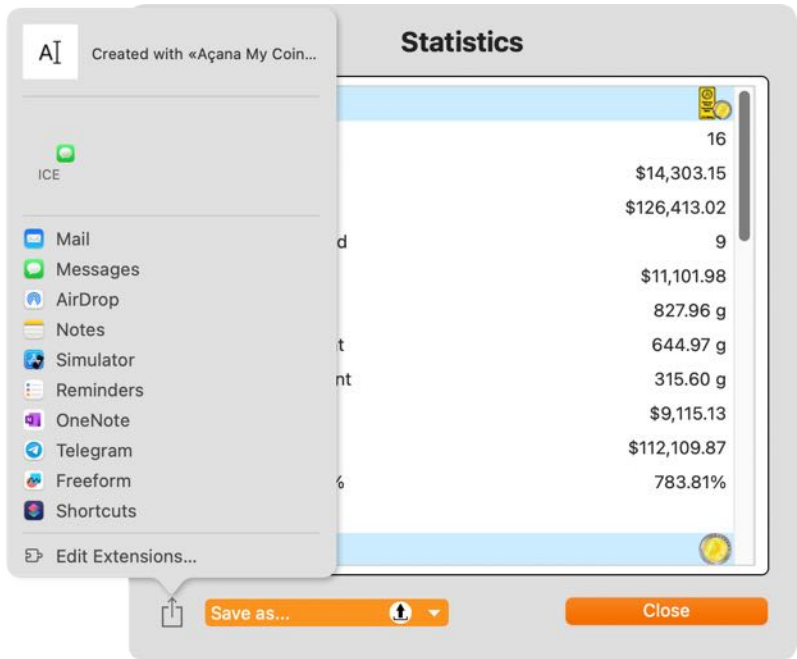 Created with «Açana My Coin...
ICE
Mail
Messages
AirDrop
Notes
Simulator
Reminders
OneNote
Telegram
Freeform
Shortcuts
Edit Extensions...
Statistics
16
$14,303.15
$126,413.02
d 9
$11,101.98
827.96 g
t 644.97 g
nt 315.60 g
$9,115.13
$112,109.87
% 783.81%
Save as...
Close